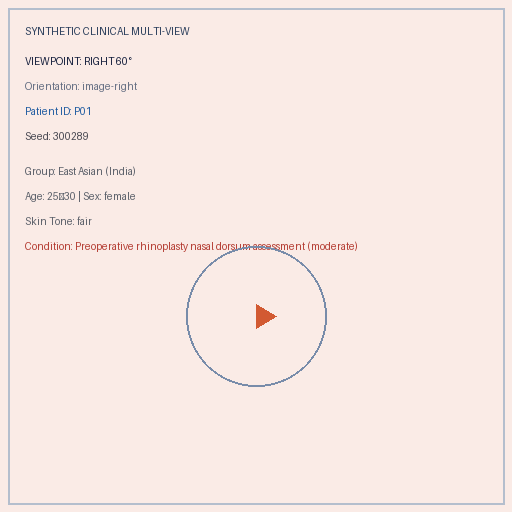 SYNTHETIC CLINICAL MULTI-VIEW
VIEWPOINT: RIGHT 60°
Orientation: image-right
Patient ID: P01
Seed: 300289
Group: East Asian (India)
Age: 25□30 | Sex: female
Skin Tone: fair
Condition: Preoperative rhinoplasty nasal dorsum assessment (moderate)